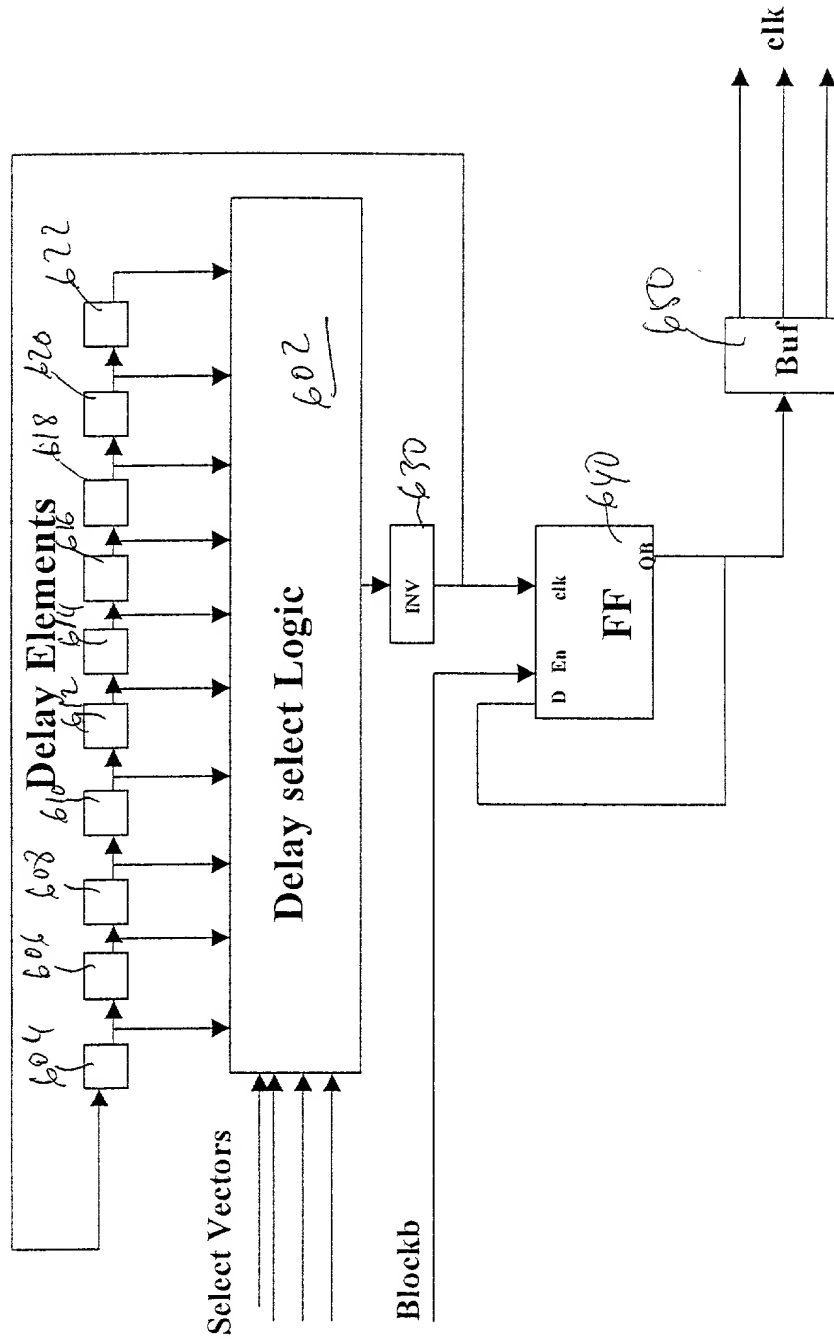 604
606
608
610
612
614
616
618
620
622
Delay Elements
Delay select Logic
602
Select Vectors
INV
630
Blockb
D
En
clk
FF
QB
640
Buf
650
clk